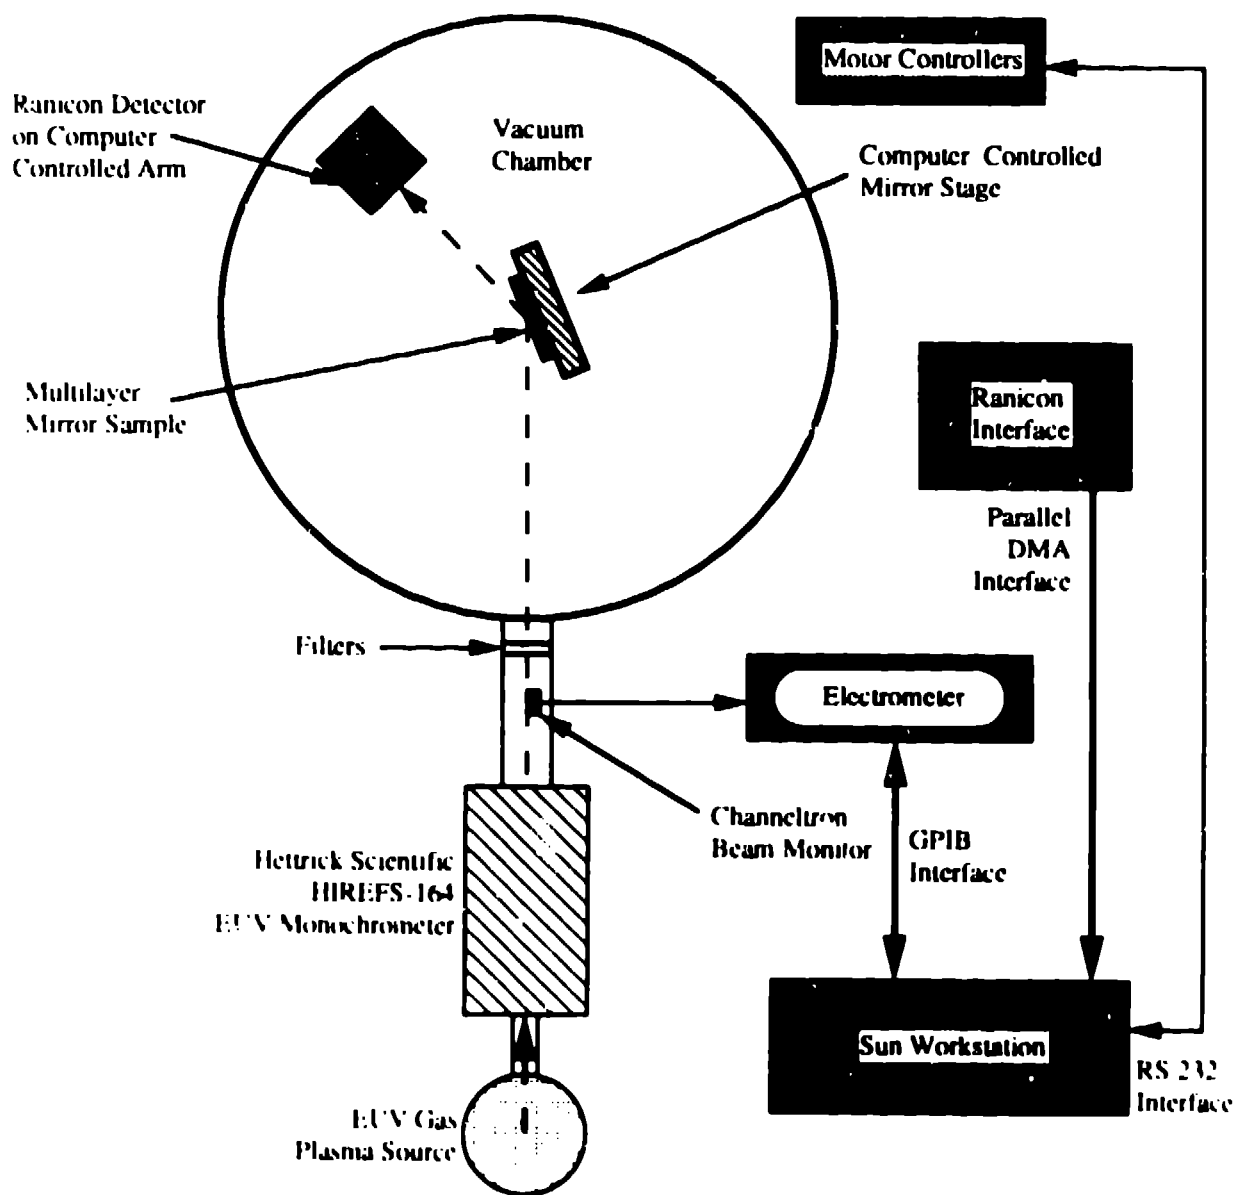 Motor Controllers
Ranicon Detector
on Computer
Controlled Arm
Vacuum
Chamber
Computer Controlled
Mirror Stage
Multilayer
Mirror Sample
Ranicon
Interface
Parallel
DMA
Interface
Filters
Electrometer
Channeltron
Beam Monitor
GPIB
Interface
Hettrick Scientific
HIREFS-164
EUV Monochrometer
Sun Workstation
RS 232
Interface
EUV Gas
Plasma Source